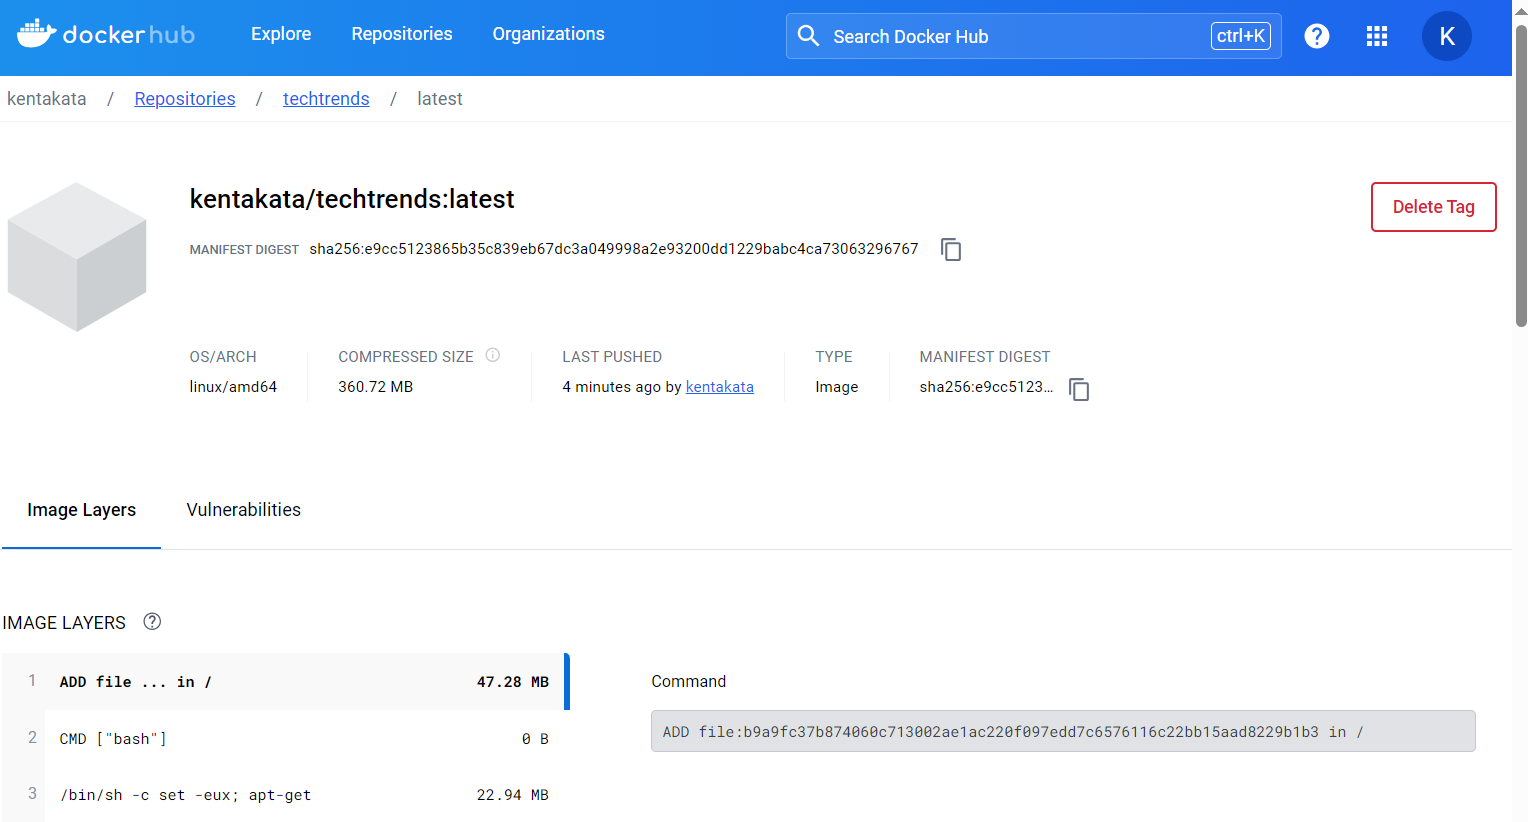 docker hub Explore Repositories Organizations Search Docker Hub ctrl+K ? K
kentakata / Repositories / techtrends / latest
kentakata/techtrends:latest
Delete Tag
MANIFEST DIGEST sha256:e9cc5123865b35c839eb67dc3a049998a2e93200dd1229babc4ca73063296767
OS/ARCH COMPRESSED SIZE LAST PUSHED TYPE MANIFEST DIGEST
linux/amd64 360.72 MB 4 minutes ago by kentakata Image sha256:e9cc5123...
Image Layers Vulnerabilities
IMAGE LAYERS ?
1 ADD file ... in / 47.28 MB
Command
2 CMD ["bash"] 0 B
ADD file:b9a9fc37b874060c713002ae1ac220f097edd7c6576116c22bb15aad8229b1b3 in /
3 /bin/sh -c set -eux; apt-get 22.94 MB